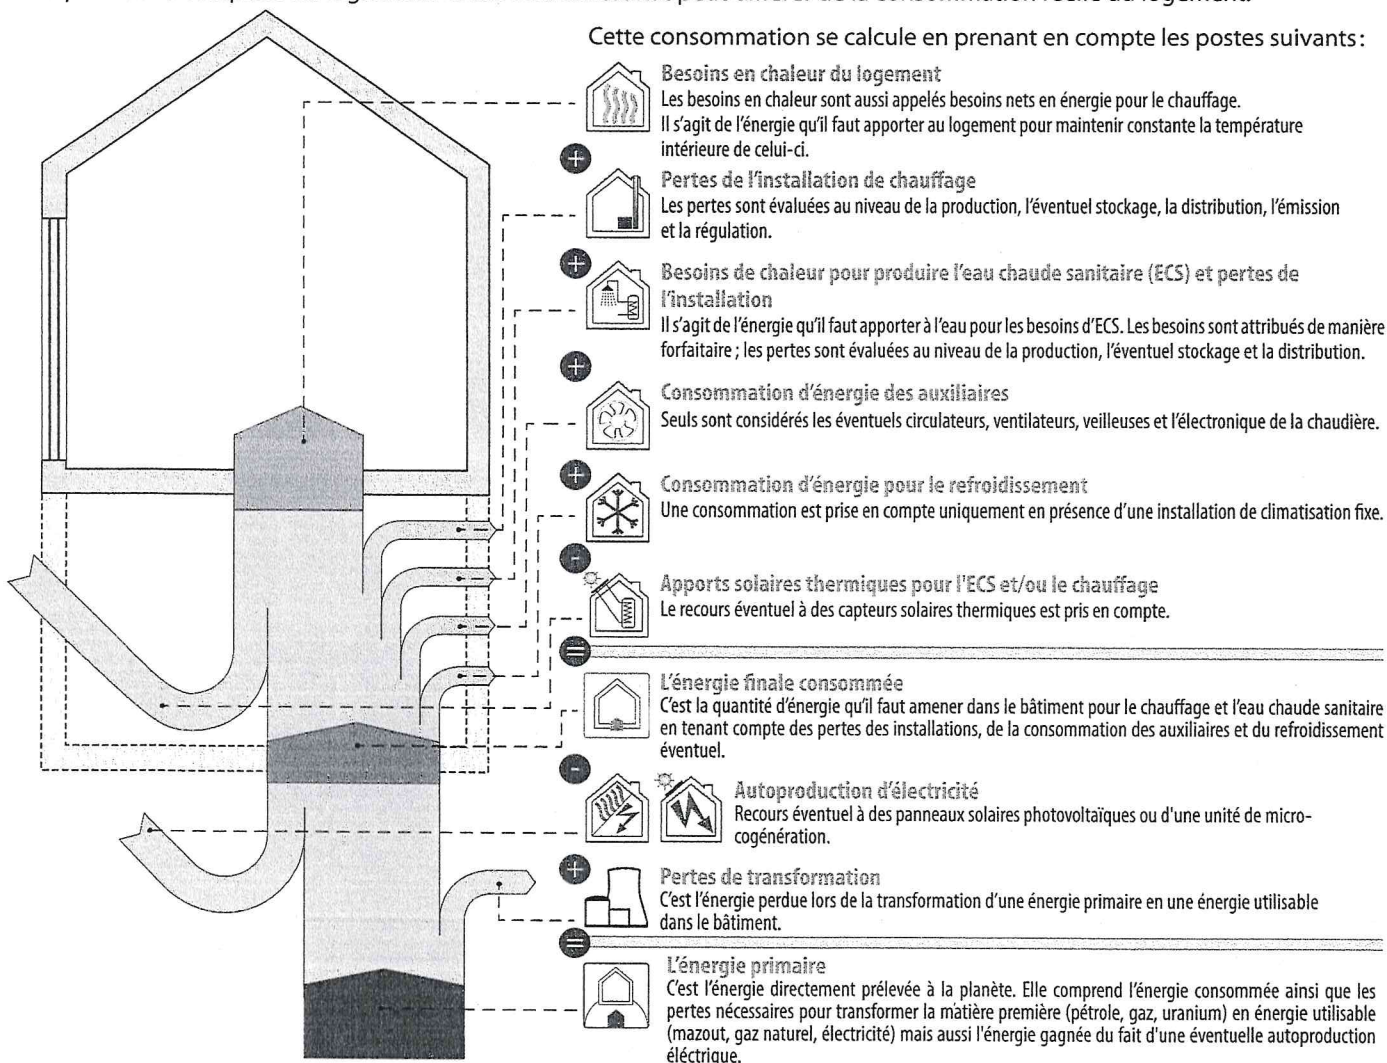 peut différer de la consommation réelle du logement.
Cette consommation se calcule en prenant en compte les postes suivants:
Besoins en chaleur du logement
Les besoins en chaleur sont aussi appelés besoins nets en énergie pour le chauffage.
Il s'agit de l'énergie qu'il faut apporter au logement pour maintenir constante la température
intérieure de celui-ci.
+
Pertes de l'installation de chauffage
Les pertes sont évaluées au niveau de la production, l'éventuel stockage, la distribution, l'émission
et la régulation.
+
Besoins de chaleur pour produire l'eau chaude sanitaire (ECS) et pertes de
l'installation
Il s'agit de l'énergie qu'il faut apporter à l'eau pour les besoins d'ECS. Les besoins sont attribués de manière
forfaitaire ; les pertes sont évaluées au niveau de la production, l'éventuel stockage et la distribution.
+
Consommation d'énergie des auxiliaires
Seuls sont considérés les éventuels circulateurs, ventilateurs, veilleuses et l'électronique de la chaudière.
+
Consommation d'énergie pour le refroidissement
Une consommation est prise en compte uniquement en présence d'une installation de climatisation fixe.
-
Apports solaires thermiques pour l'ECS et/ou le chauffage
Le recours éventuel à des capteurs solaires thermiques est pris en compte.
=
L'énergie finale consommée
C'est la quantité d'énergie qu'il faut amener dans le bâtiment pour le chauffage et l'eau chaude sanitaire
en tenant compte des pertes des installations, de la consommation des auxiliaires et du refroidissement
éventuel.
-
Autoproduction d'électricité
Recours éventuel à des panneaux solaires photovoltaïques ou d'une unité de micro-
cogénération.
+
Pertes de transformation
C'est l'énergie perdue lors de la transformation d'une énergie primaire en une énergie utilisable
dans le bâtiment.
=
L'énergie primaire
C'est l'énergie directement prélevée à la planète. Elle comprend l'énergie consommée ainsi que les
pertes nécessaires pour transformer la matière première (pétrole, gaz, uranium) en énergie utilisable
(mazout, gaz naturel, électricité) mais aussi l'énergie gagnée du fait d'une éventuelle autoproduction
éléctrique.